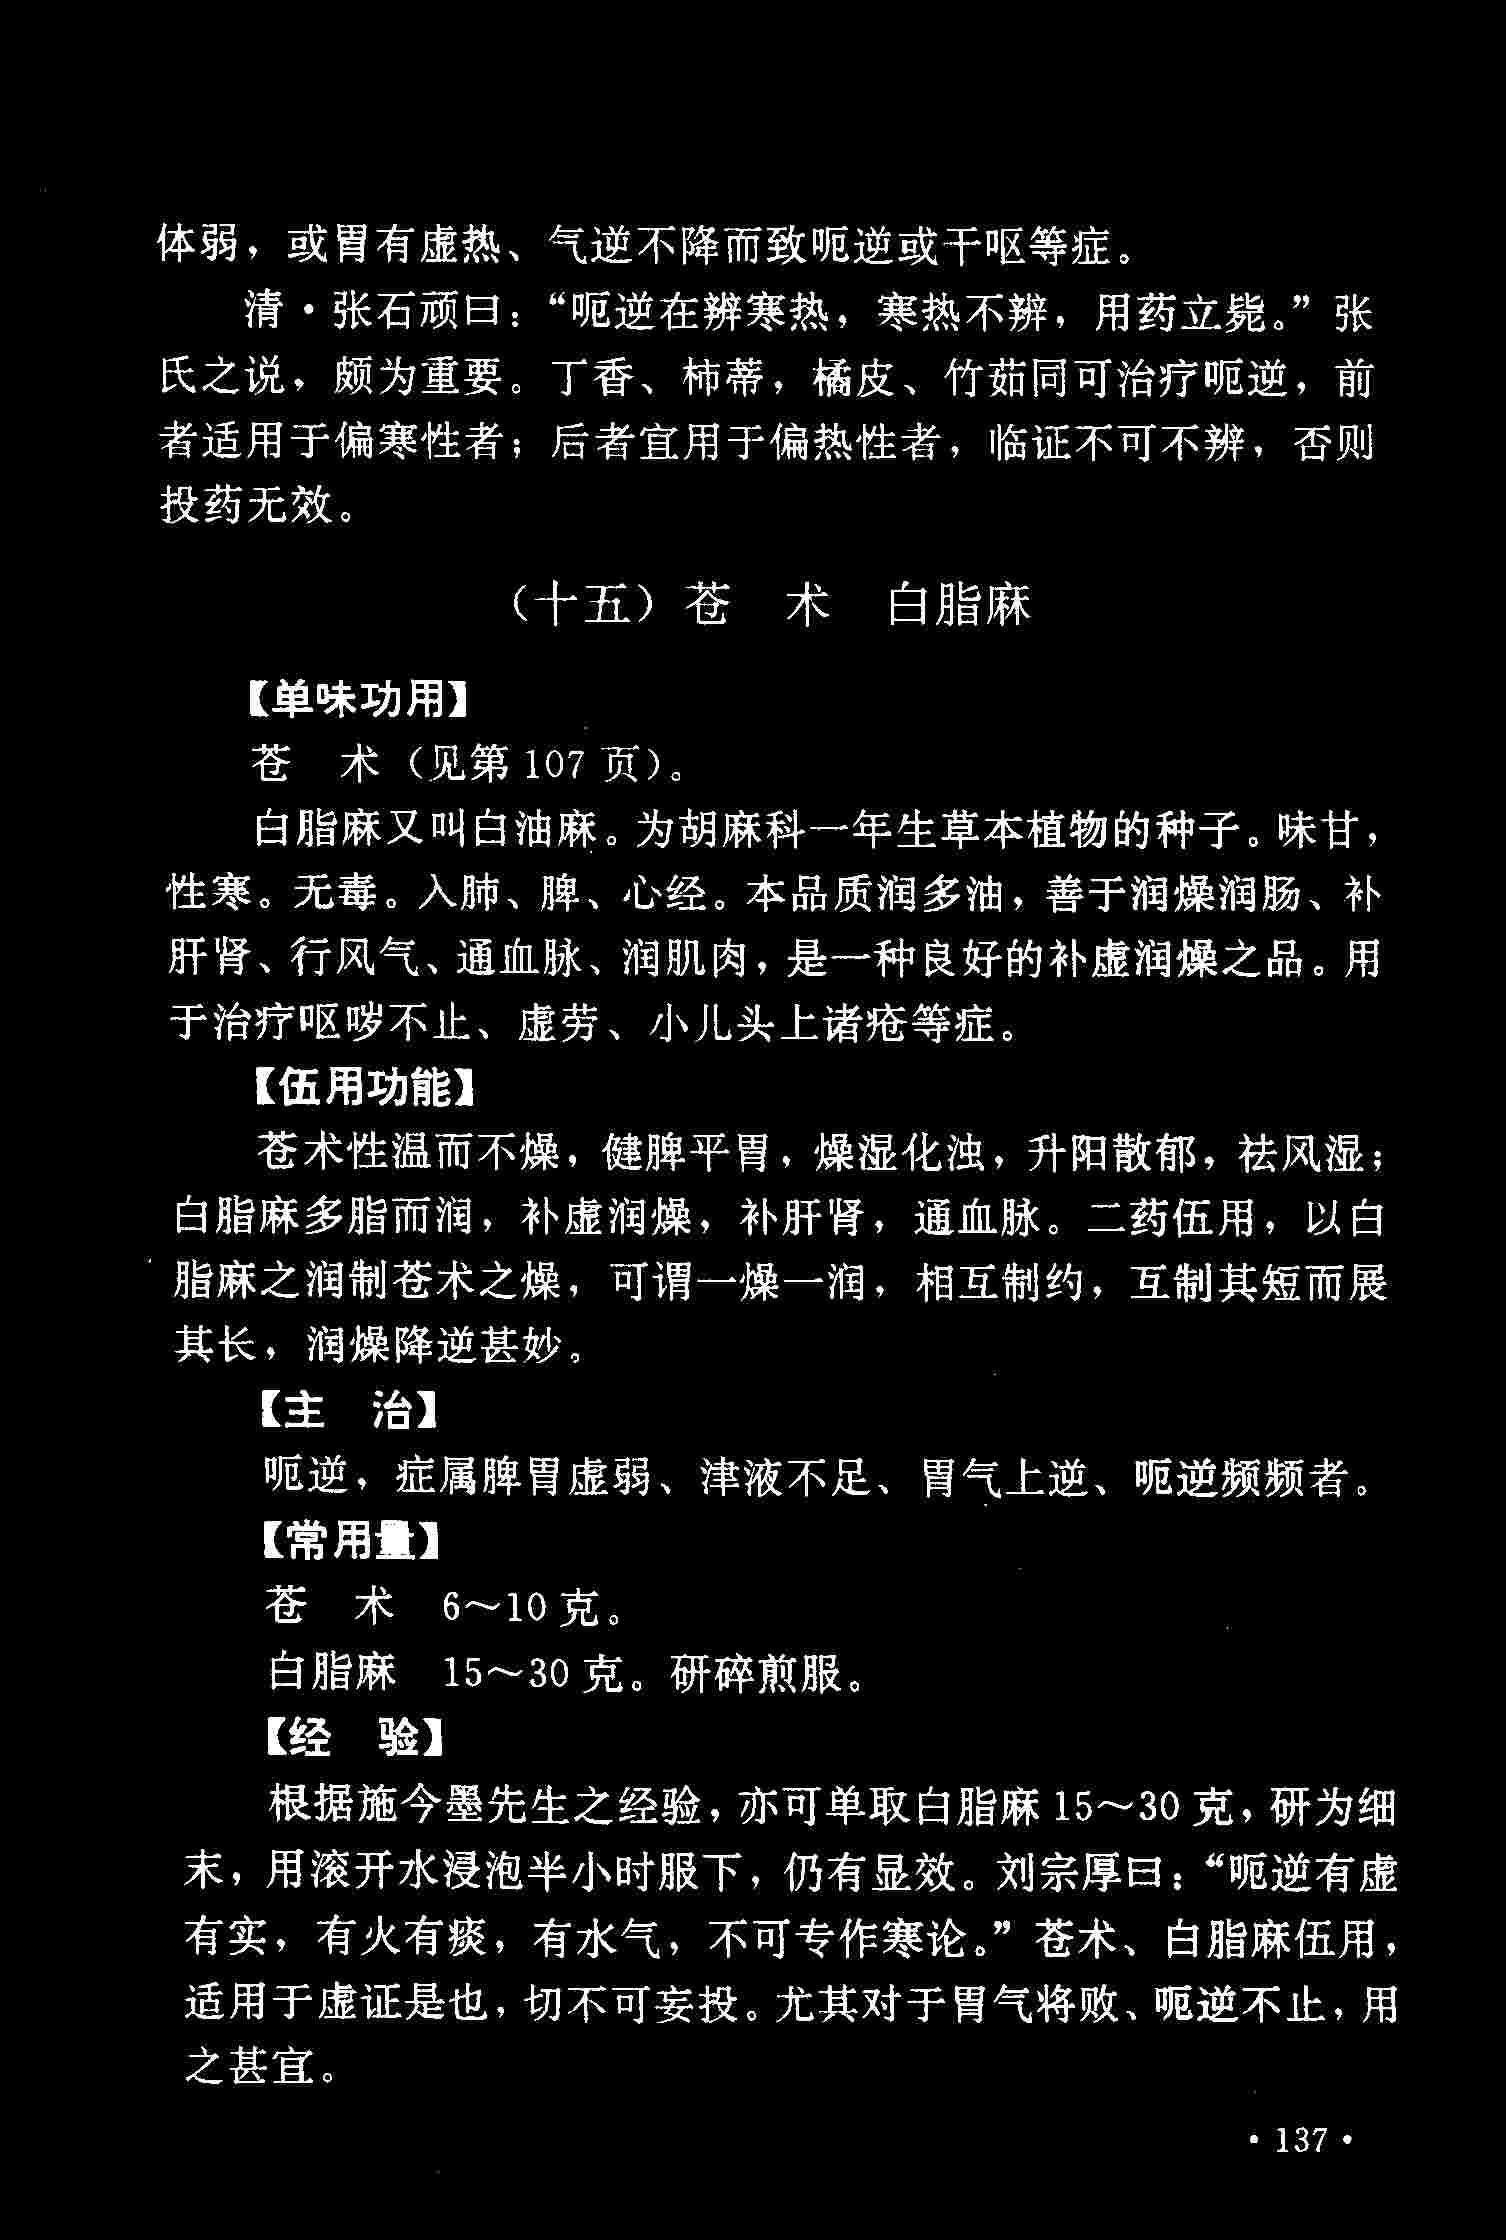 体弱，或胃有虚热、气逆不降而致呃逆或干呕等症。
清·张石顽曰：“呃逆在辨寒热，寒热不辨，用药立毙。”张
氏之说，颇为重要。丁香、柿蒂，橘皮、竹茹同可治疗呃逆，前
者适用于偏寒性者；后者宜用于偏热性者，临证不可不辨，否则
投药无效。
（十五）苍　术　白脂麻
【单味功用】
苍　术（见第 107 页）。
白脂麻又叫白油麻。为胡麻科一年生草本植物的种子。味甘，
性寒。无毒。入肺、脾、心经。本品质润多油，善于润燥润肠、补
肝肾、行风气、通血脉、润肌肉，是一种良好的补虚润燥之品。用
于治疗呕哕不止、虚劳、小儿头上诸疮等症。
【伍用功能】
苍术性温而不燥，健脾平胃，燥湿化浊，升阳散郁，祛风湿；
白脂麻多脂而润，补虚润燥，补肝肾，通血脉。二药伍用，以白
脂麻之润制苍术之燥，可谓一燥一润，相互制约，互制其短而展
其长，润燥降逆甚妙。
【主　治】
呃逆，症属脾胃虚弱、津液不足、胃气上逆、呃逆频频者。
【常用量】
苍　术　6～10 克。
白脂麻　15～30 克。研碎煎服。
【经　验】
根据施今墨先生之经验，亦可单取白脂麻 15～30 克，研为细
末，用滚开水浸泡半小时服下，仍有显效。刘宗厚曰：“呃逆有虚
有实，有火有痰，有水气，不可专作寒论。”苍术、白脂麻伍用，
适用于虚证是也，切不可妄投。尤其对于胃气将败、呃逆不止，用
之甚宜。
·137·